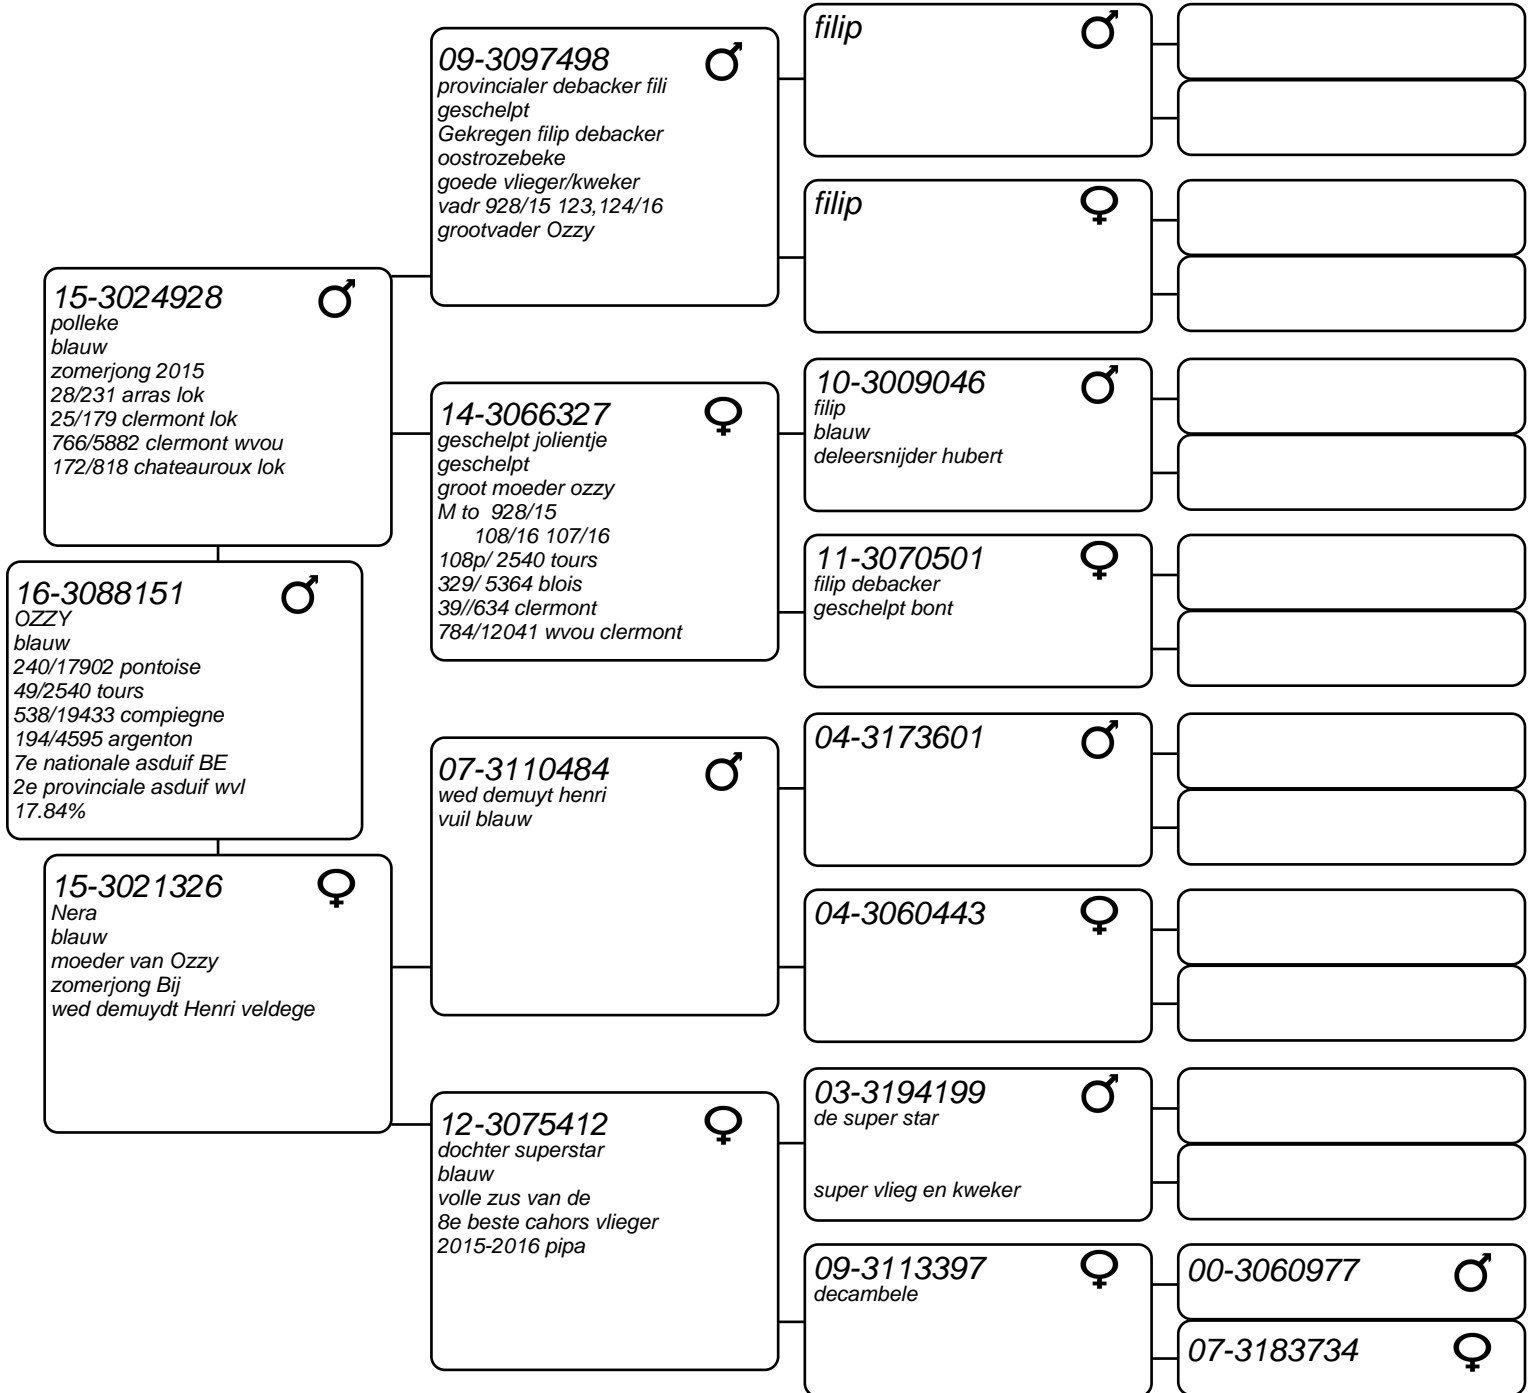 16-3088151
OZZY
blauw
240/17902 pontoise
49/2540 tours
538/19433 compiegne
194/4595 argenton
7e nationale asduif BE
2e provinciale asduif wvl
17.84%
15-3024928
polleke
blauw
zomerjong 2015
28/231 arras lok
25/179 clermont lok
766/5882 clermont wvou
172/818 chateauroux lok
15-3021326
Nera
blauw
moeder van Ozzy
zomerjong Bij
wed demuydt Henri veldege
09-3097498
provincialer debacker fili
geschelpt
Gekregen filip debacker
oostrozebeke
goede vlieger/kweker
vadr 928/15 123,124/16
grootvader Ozzy
14-3066327
geschelpt jolientje
geschelpt
groot moeder ozzy
M to  928/15
108/16 107/16
108p/ 2540 tours
329/ 5364 blois
39//634 clermont
784/12041 wvou clermont
07-3110484
wed demuyt henri
vuil blauw
12-3075412
dochter superstar
blauw
volle zus van de
8e beste cahors vlieger
2015-2016 pipa
filip
filip
10-3009046
filip
blauw
deleersnijder hubert
11-3070501
filip debacker
geschelpt bont
04-3173601
04-3060443
03-3194199
de super star
super vlieg en kweker
09-3113397
decambele
00-3060977
07-3183734